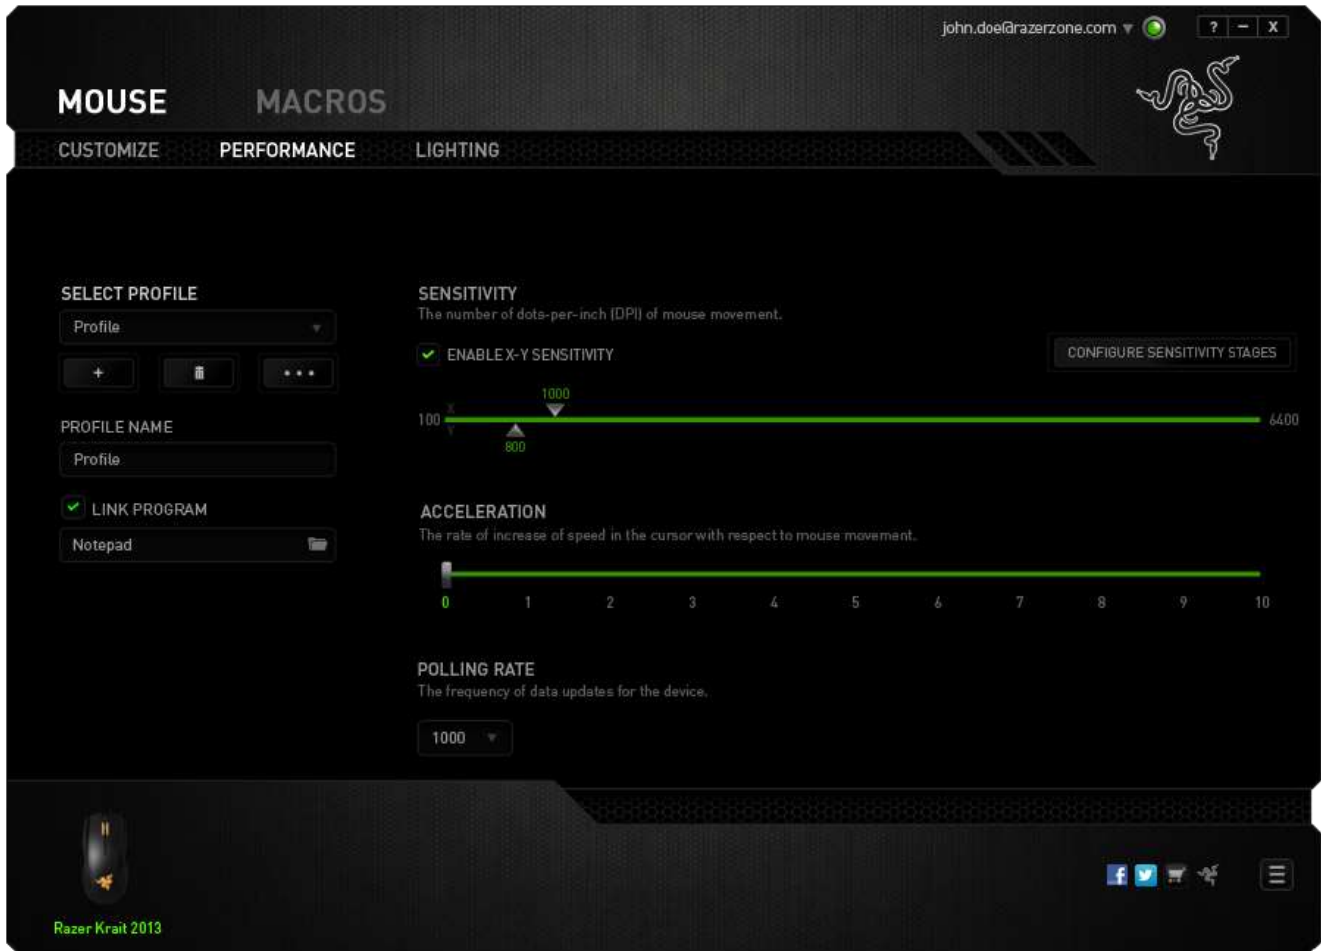 john.doe@razerzone.com
? – X
MOUSE MACROS
CUSTOMIZE PERFORMANCE LIGHTING
SELECT PROFILE
Profile
+
PROFILE NAME
Profile
LINK PROGRAM
Notepad
SENSITIVITY
The number of dots-per-inch (DPI) of mouse movement.
ENABLE X-Y SENSITIVITY
CONFIGURE SENSITIVITY STAGES
1000
X
100 6400
Y
800
ACCELERATION
The rate of increase of speed in the cursor with respect to mouse movement.
0 1 2 3 4 5 6 7 8 9 10
POLLING RATE
The frequency of data updates for the device.
1000
Razer Krait 2013